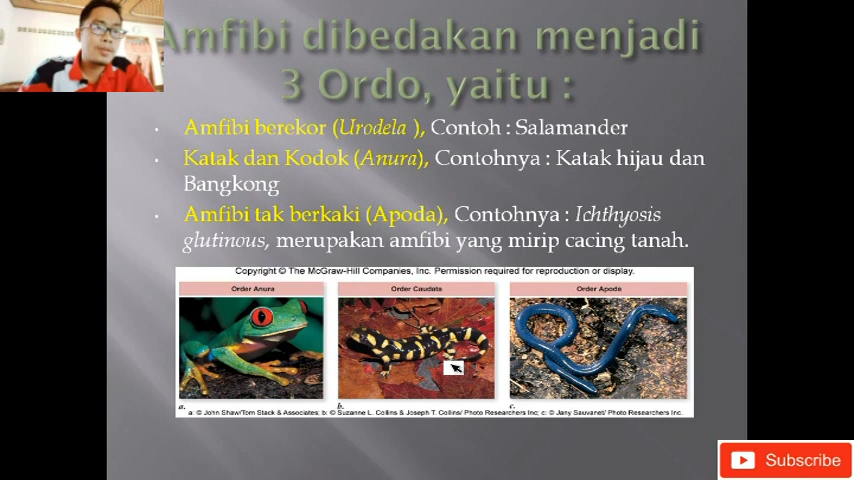 Amfibi dibedakan menjadi
3 Ordo, yaitu :
• Amfibi berekor (Urodela ), Contoh : Salamander
• Katak dan Kodok (Anura), Contohnya : Katak hijau dan
Bangkong
• Amfibi tak berkaki (Apoda), Contohnya : Ichthyosis
glutinous, merupakan amfibi yang mirip cacing tanah.
Copyright © The McGraw-Hill Companies, Inc. Permission required for reproduction or display.
Order Anura
Order Caudata
Order Apoda
a.
b.
c.
a: © John Shaw/Tom Stack & Associates; b: © Suzanne L. Collins & Joseph T. Collins/ Photo Researchers Inc; c: © Jany Sauvanet/ Photo Researchers Inc.
Subscribe